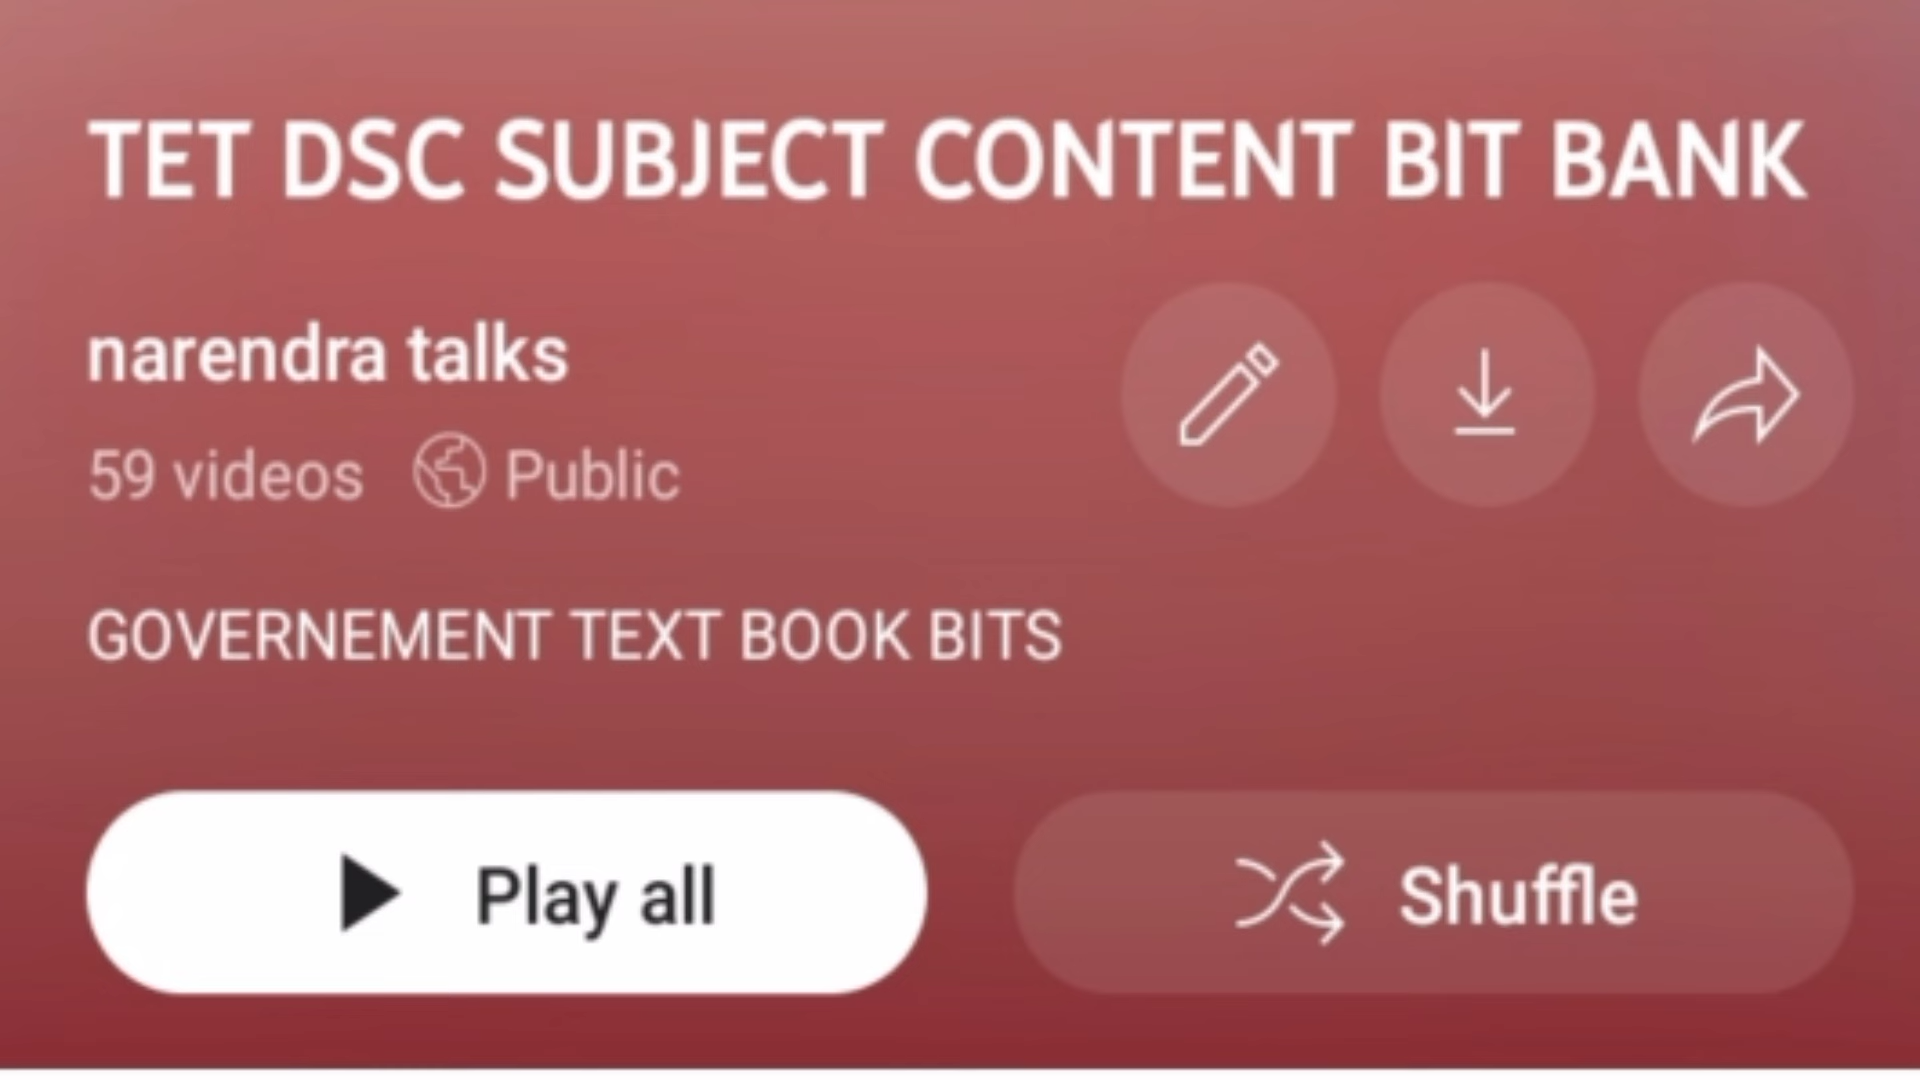 TET DSC SUBJECT CONTENT BIT BANK
narendra talks
59 videos Public
GOVERNEMENT TEXT BOOK BITS
Play all Shuffle